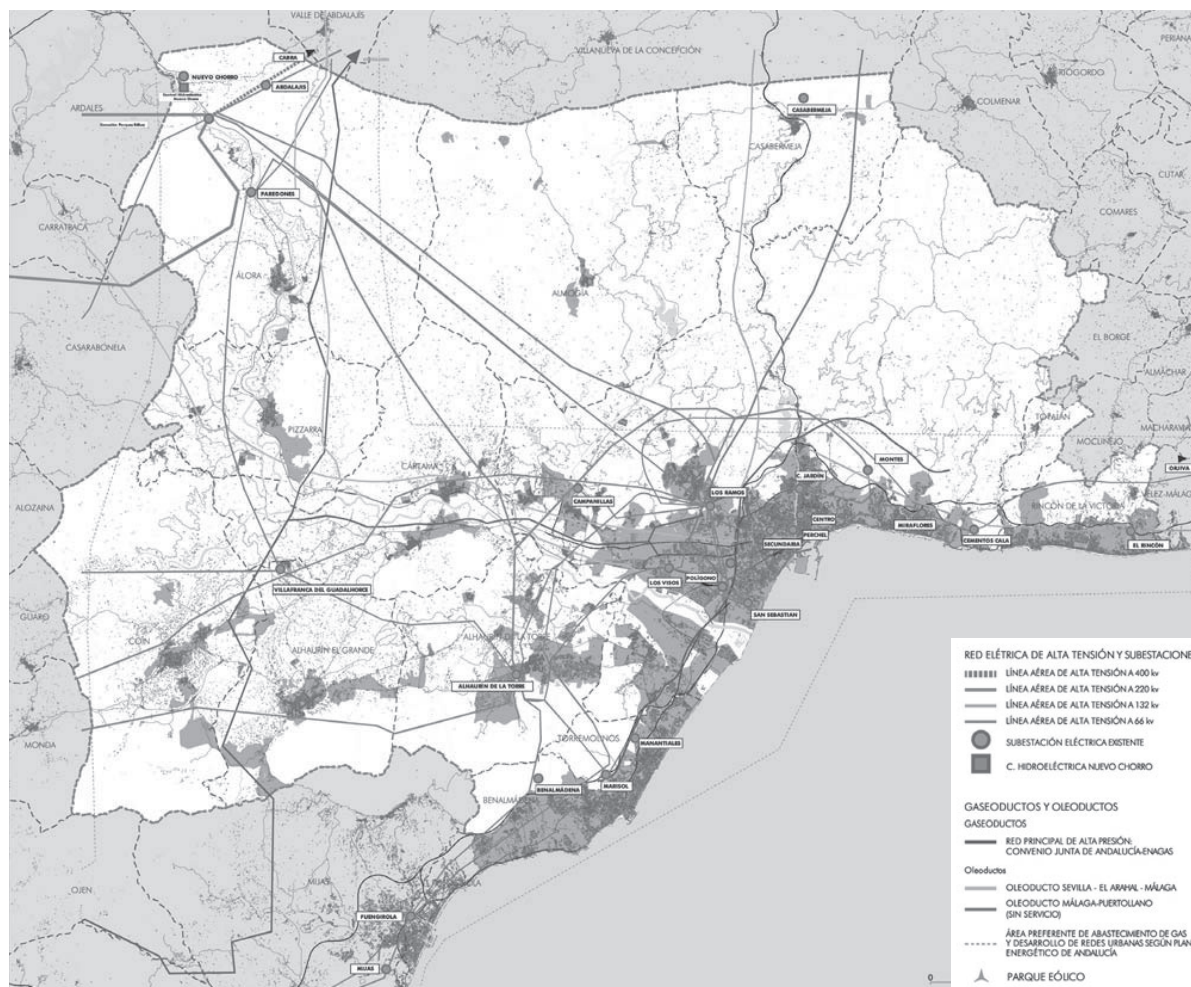 VALLE DE ABDALAJÍS
VILLANUEVA DE LA CONCEPCIÓN
PERIANA
RIOGORDO
COLMENAR
CABRA
NUEVO CHORRO
ABDALAJÍS
ARDALES
CASABERMEJA
CASABERMEJA
CUTAR
COMARES
PAREDONES
CARRATRACA
ÁLORA
ALMOGÍA
CASARABONELA
EL BORGE
ALMÁCHAR
PIZARRA
TOTALÁN
MOCLINEJO
MACHARAVIA
CÁRTAMA
MONTES
ORJIVA
C. JARDÍN
CAMPANILLAS
LOS RAMOS
VÉLEZ-MÁLAGA
RINCÓN DE LA VICTORIA
ALOZAINA
CENTRO
MIRAFLORES
PERCHEL
SECUNDARIA
CEMENTOS CALA
EL RINCÓN
VILLAFRANCA DEL GUADALHORCE
LOS VISOS
POLÍGONO
GUARO
SAN SEBASTIAN
COÍN
ALHAURÍN EL GRANDE
ALHAURÍN DE LA TORRE
ALHAURIN DE LA TORRE
MONDA
TORREMOLINOS
MANANTIALES
BENALMÁDENA
MARISOL
BENALMÁDENA
OJEN
MIJAS
FUENGIROLA
MIJAS
RED ELÉTRICA DE ALTA TENSIÓN Y SUBESTACIONE
LÍNEA AÉREA DE ALTA TENSIÓN A 400 kv
LÍNEA AÉREA DE ALTA TENSIÓN A 220 kv
LÍNEA AÉREA DE ALTA TENSIÓN A 132 kv
LÍNEA AÉREA DE ALTA TENSIÓN A 66 kv
SUBESTACIÓN ELÉCTRICA EXISTENTE
C. HIDROELÉCTRICA NUEVO CHORRO
GASEODUCTOS Y OLEODUCTOS
GASEODUCTOS
RED PRINCIPAL DE ALTA PRESIÓN:
CONVENIO JUNTA DE ANDALUCÍA-ENAGAS
Oleoductos
OLEODUCTO SEVILLA - EL ARAHAL - MÁLAGA
OLEODUCTO MÁLAGA-PUERTOLLANO
(SIN SERVICIO)
ÁREA PREFERENTE DE ABASTECIMIENTO DE GAS
Y DESARROLLO DE REDES URBANAS SEGÚN PLAN
ENERGÉTICO DE ANDALUCÍA
PARQUE EÓLICO
0